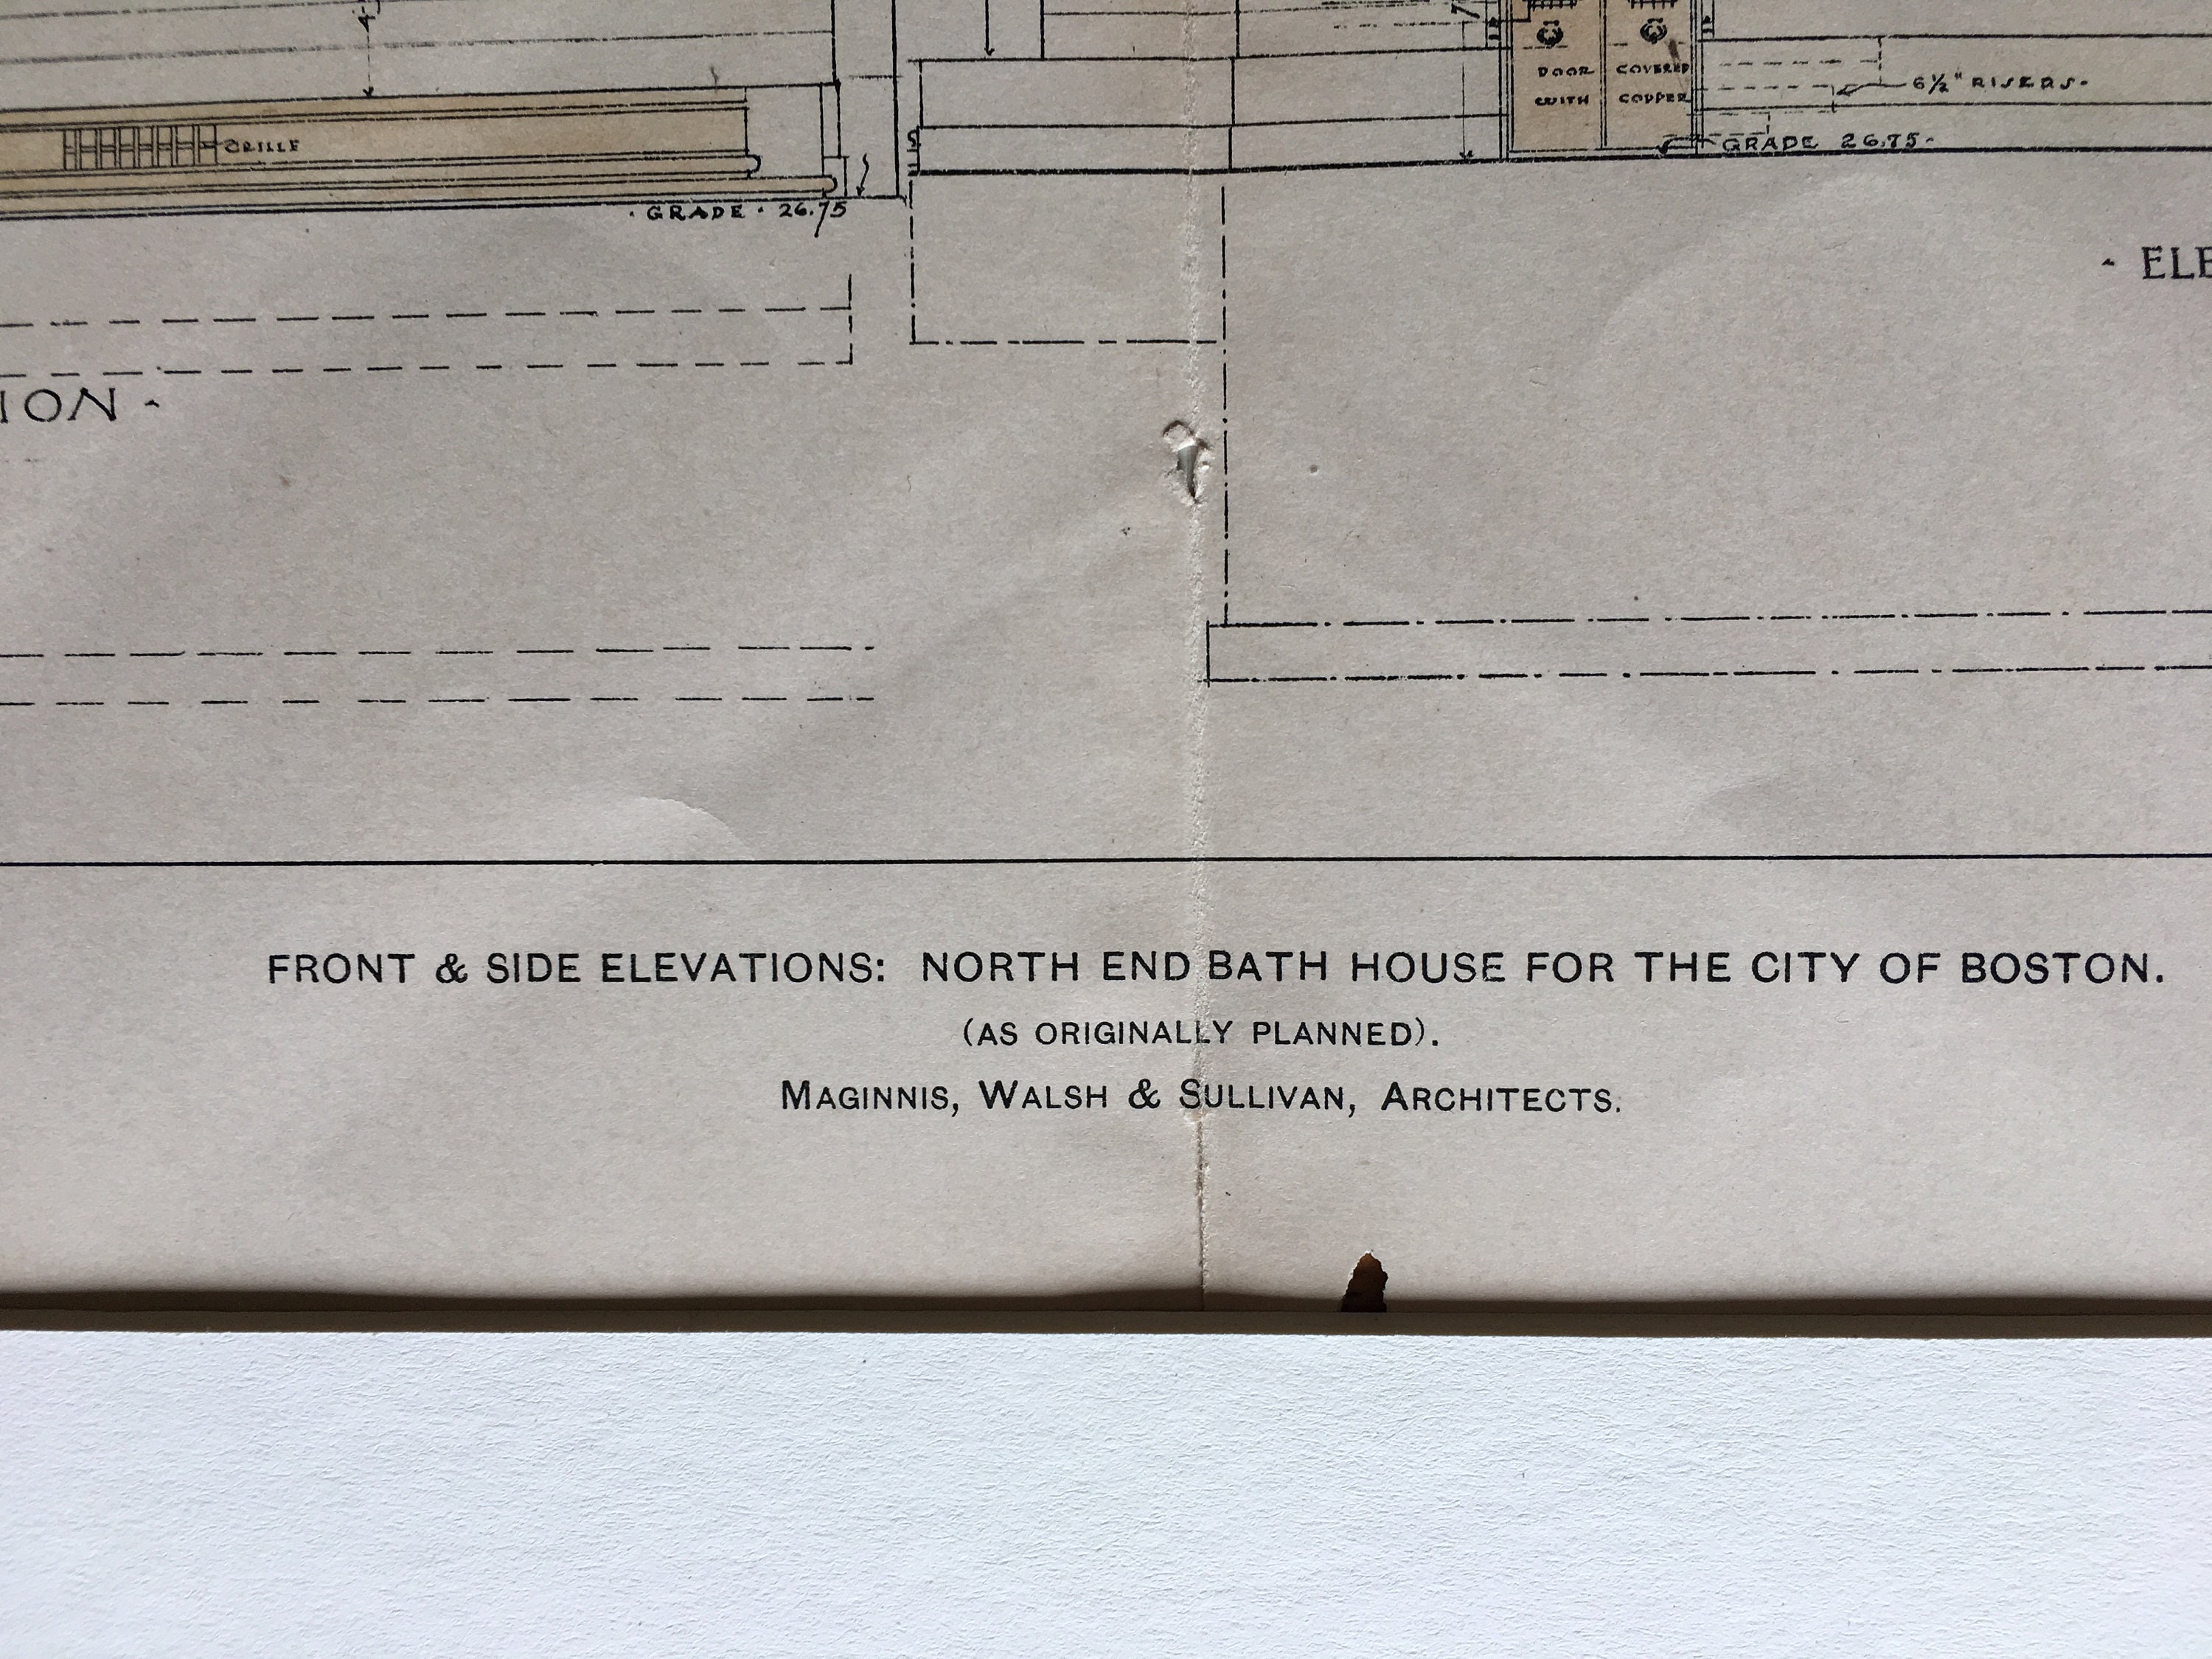 DOOR COVERED
WITH COPPER
6½" RISERS-
GRILLE
GRADE 26.75-
· GRADE · 26.75
- ELE
ION -
FRONT & SIDE ELEVATIONS: NORTH END BATH HOUSE FOR THE CITY OF BOSTON.
(AS ORIGINALLY PLANNED).
MAGINNIS, WALSH & SULLIVAN, ARCHITECTS.